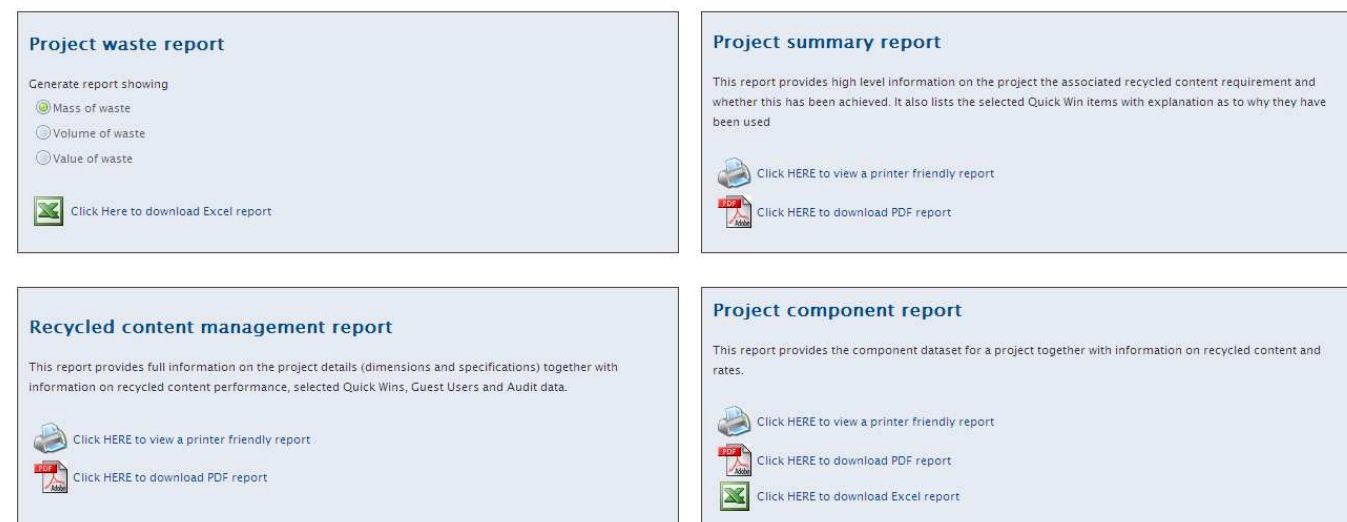 Project waste report
Generate report showing
Mass of waste
Volume of waste
Value of waste
Click Here to download Excel report
Project summary report
This report provides high level information on the project the associated recycled content requirement and
whether this has been achieved. It also lists the selected Quick Win items with explanation as to why they have
been used
Click HERE to view a printer friendly report
PDF
Adobe
Click HERE to download PDF report
Recycled content management report
This report provides full information on the project details (dimensions and specifications) together with
information on recycled content performance, selected Quick Wins, Guest Users and Audit data.
Click HERE to view a printer friendly report
PDF
Adobe
Click HERE to download PDF report
Project component report
This report provides the component dataset for a project together with information on recycled content and
rates.
Click HERE to view a printer friendly report
PDF
Adobe
Click HERE to download PDF report
Click HERE to download Excel report